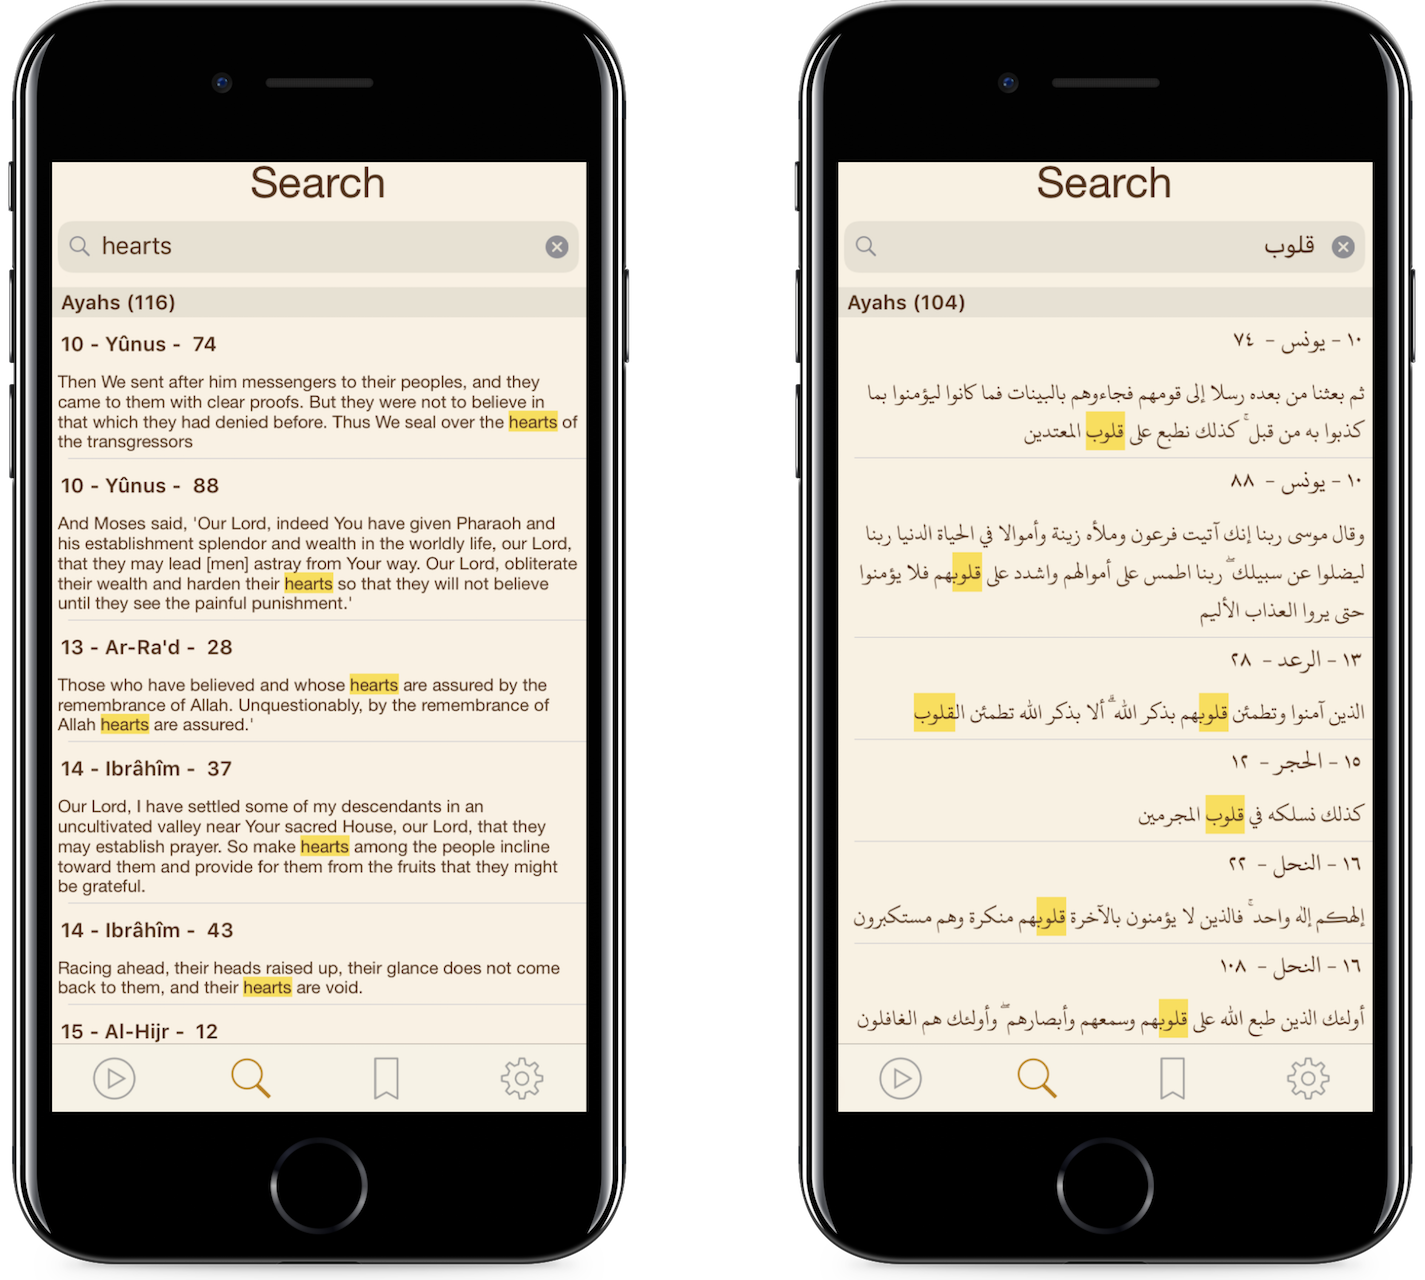 Search
hearts
Ayahs (116)
10 - Yûnus - 74
Then We sent after him messengers to their peoples, and they
came to them with clear proofs. But they were not to believe in
that which they had denied before. Thus We seal over the hearts of
the transgressors
10 - Yûnus - 88
And Moses said, 'Our Lord, indeed You have given Pharaoh and
his establishment splendor and wealth in the worldly life, our Lord,
that they may lead [men] astray from Your way. Our Lord, obliterate
their wealth and harden their hearts so that they will not believe
until they see the painful punishment.'
13 - Ar-Ra'd - 28
Those who have believed and whose hearts are assured by the
remembrance of Allah. Unquestionably, by the remembrance of
Allah hearts are assured.'
14 - Ibrâhîm - 37
Our Lord, I have settled some of my descendants in an
uncultivated valley near Your sacred House, our Lord, that they
may establish prayer. So make hearts among the people incline
toward them and provide for them from the fruits that they might
be grateful.
14 - Ibrâhîm - 43
Racing ahead, their heads raised up, their glance does not come
back to them, and their hearts are void.
15 - Al-Hijr - 12
Search
قلوب
Ayahs (104)
١٠ - يونس - ٧٤
ثم بعثنا من بعده رسلا إلى قومهم فجاءوهم بالبينات فما كانوا ليؤمنوا بما
كذبوا به من قبل ۚ كذلك نطبع على قلوب المعتدين
١٠ - يونس - ٨٨
وقال موسى ربنا إنك آتيت فرعون وملأه زينة وأموالا في الحياة الدنيا ربنا
ليضلوا عن سبيلك ۖ ربنا اطمس على أموالهم واشدد على قلوبهم فلا يؤمنوا
حتى يروا العذاب الأليم
١٣ - الرعد - ٢٨
الذين آمنوا وتطمئن قلوبهم بذكر الله ۗ ألا بذكر الله تطمئن القلوب
١٥ - الحجر - ١٢
كذلك نسلكه في قلوب المجرمين
١٦ - النحل - ٢٢
إلهكم إله واحد ۚ فالذين لا يؤمنون بالآخرة قلوبهم منكرة وهم مستكبرون
١٦ - النحل - ١٠٨
أولئك الذين طبع الله على قلوبهم وسمعهم وأبصارهم ۖ وأولئك هم الغافلون